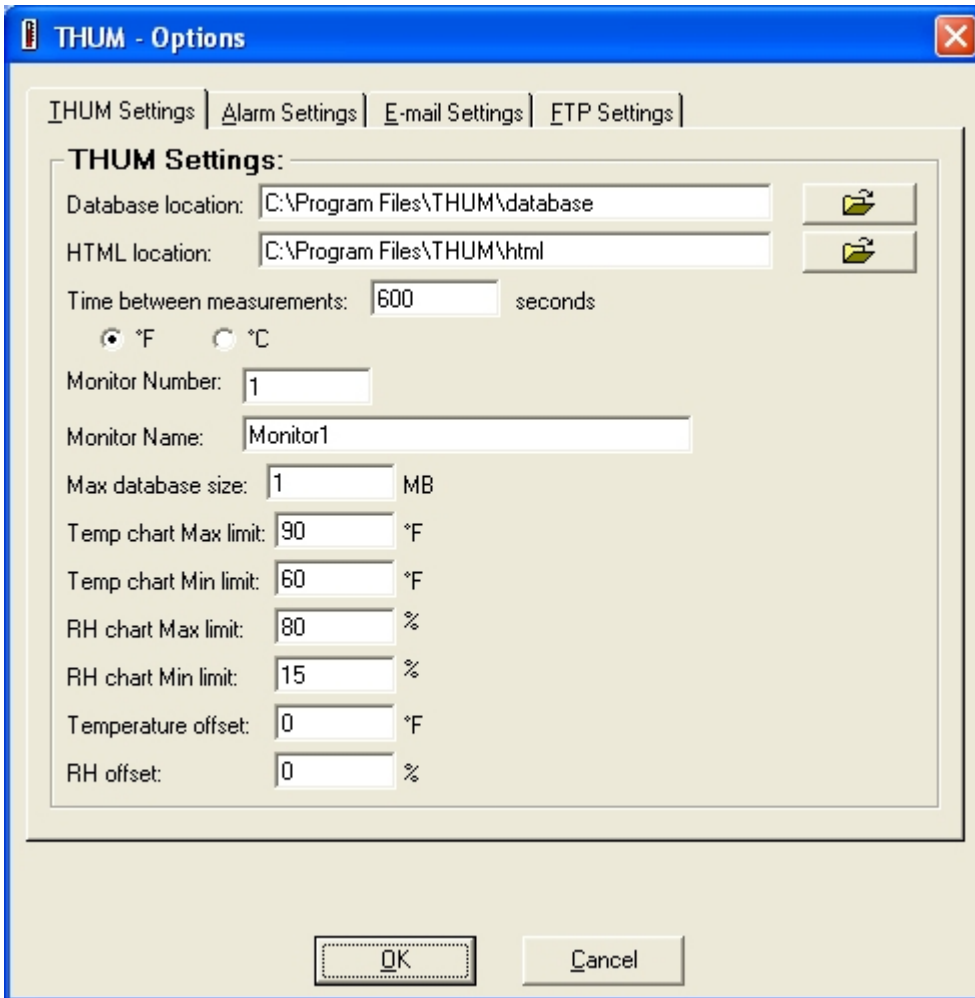 THUM - Options
THUM Settings Alarm Settings E-mail Settings FTP Settings
THUM Settings:
Database location: C:\Program Files\THUM\database
HTML location: C:\Program Files\THUM\html
Time between measurements: 600 seconds
°F °C
Monitor Number: 1
Monitor Name: Monitor1
Max database size: 1 MB
Temp chart Max limit: 90 °F
Temp chart Min limit: 60 °F
RH chart Max limit: 80 %
RH chart Min limit: 15 %
Temperature offset: 0 °F
RH offset: 0 %
OK Cancel